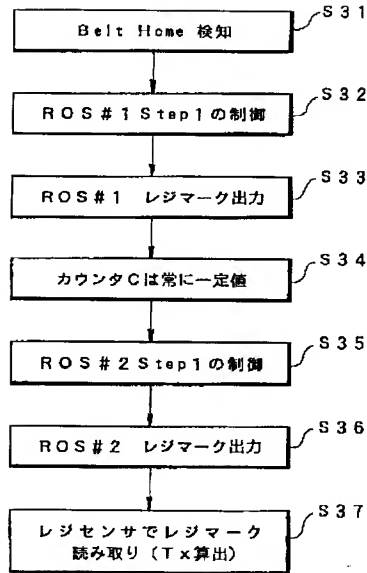 Belt Home 検知
S31
ROS#1 Step1の制御
S32
ROS#1 レジマーク出力
S33
カウンタCは常に一定値
S34
ROS#2 Step1の制御
S35
ROS#2 レジマーク出力
S36
レジセンサでレジマーク
読み取り(Tx算出)
S37